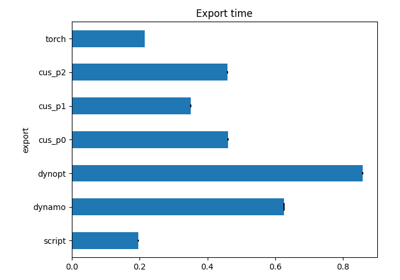 Export time
torch
cus_p2
cus_p1
cus_p0
dynopt
dynamo
script
export
0.0 0.2 0.4 0.6 0.8